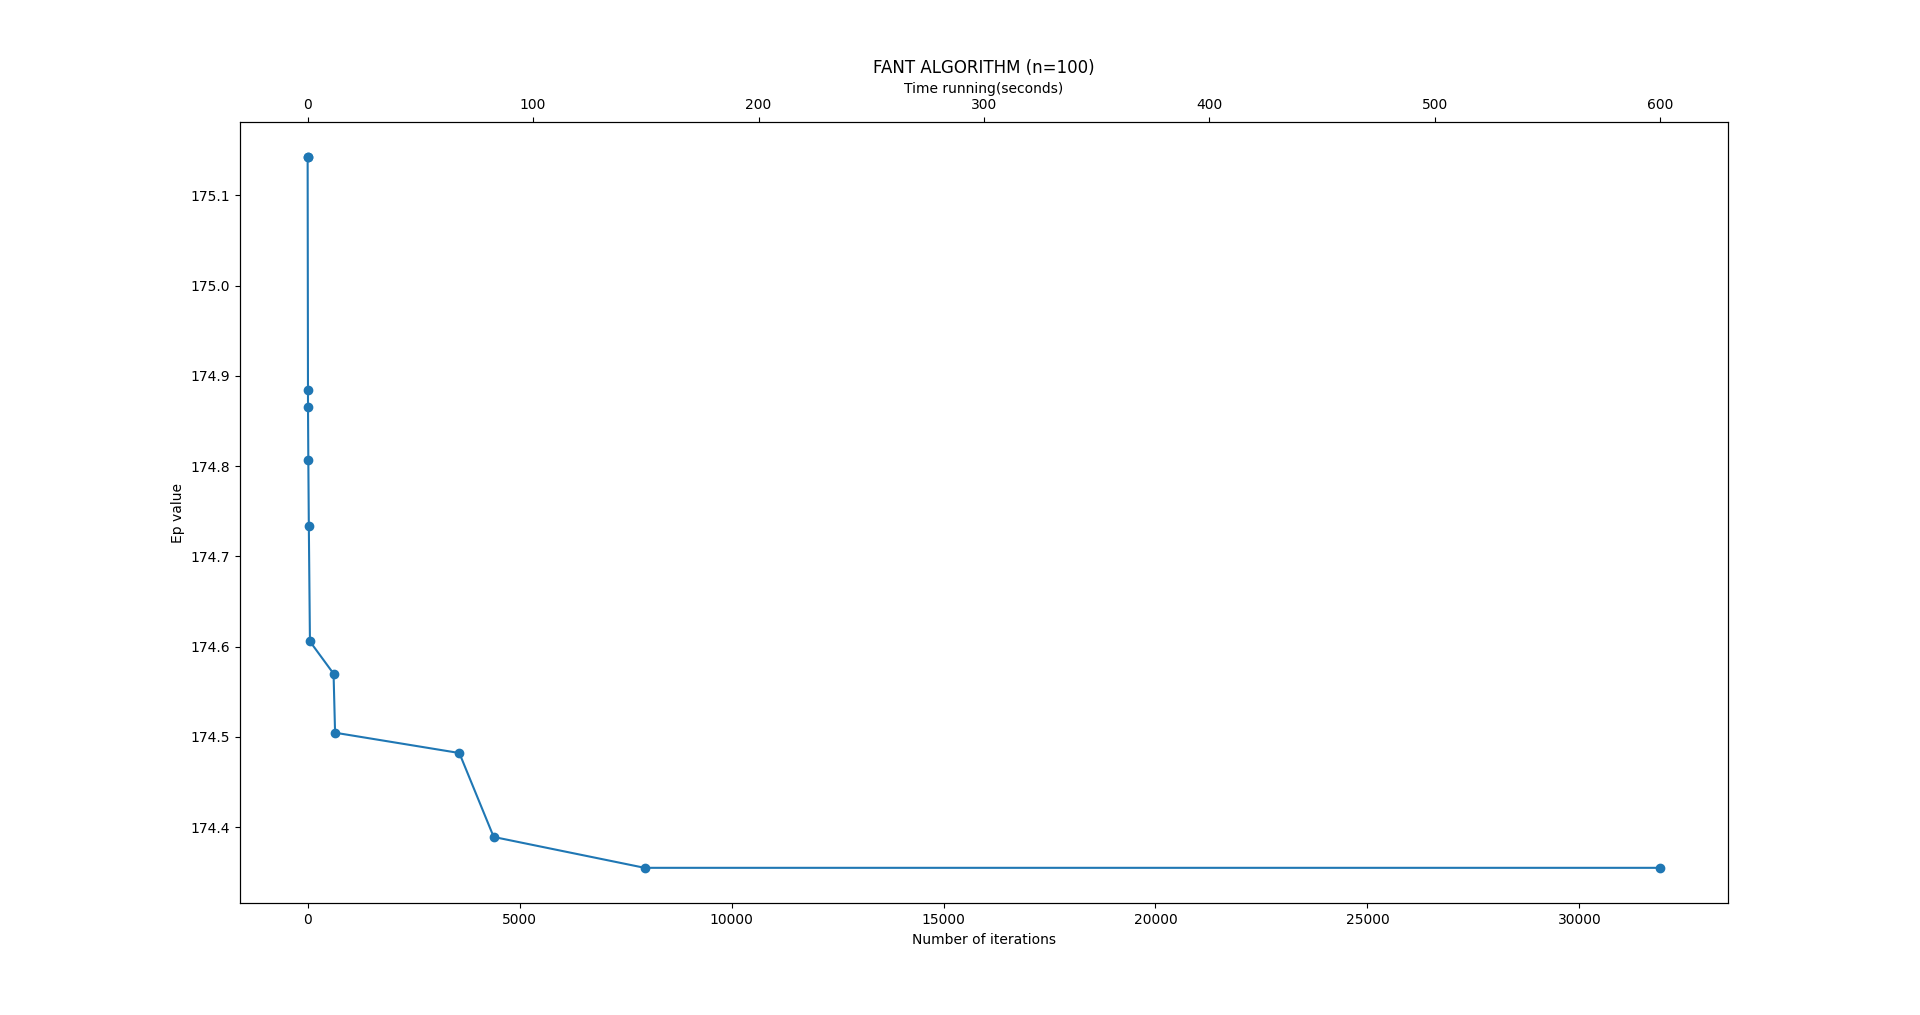 FANT ALGORITHM (n=100)
Time running(seconds)
0 100 200 300 400 500 600
175.1
175.0
174.9
174.8
174.7
174.6
174.5
174.4
Ep value
0 5000 10000 15000 20000 25000 30000
Number of iterations